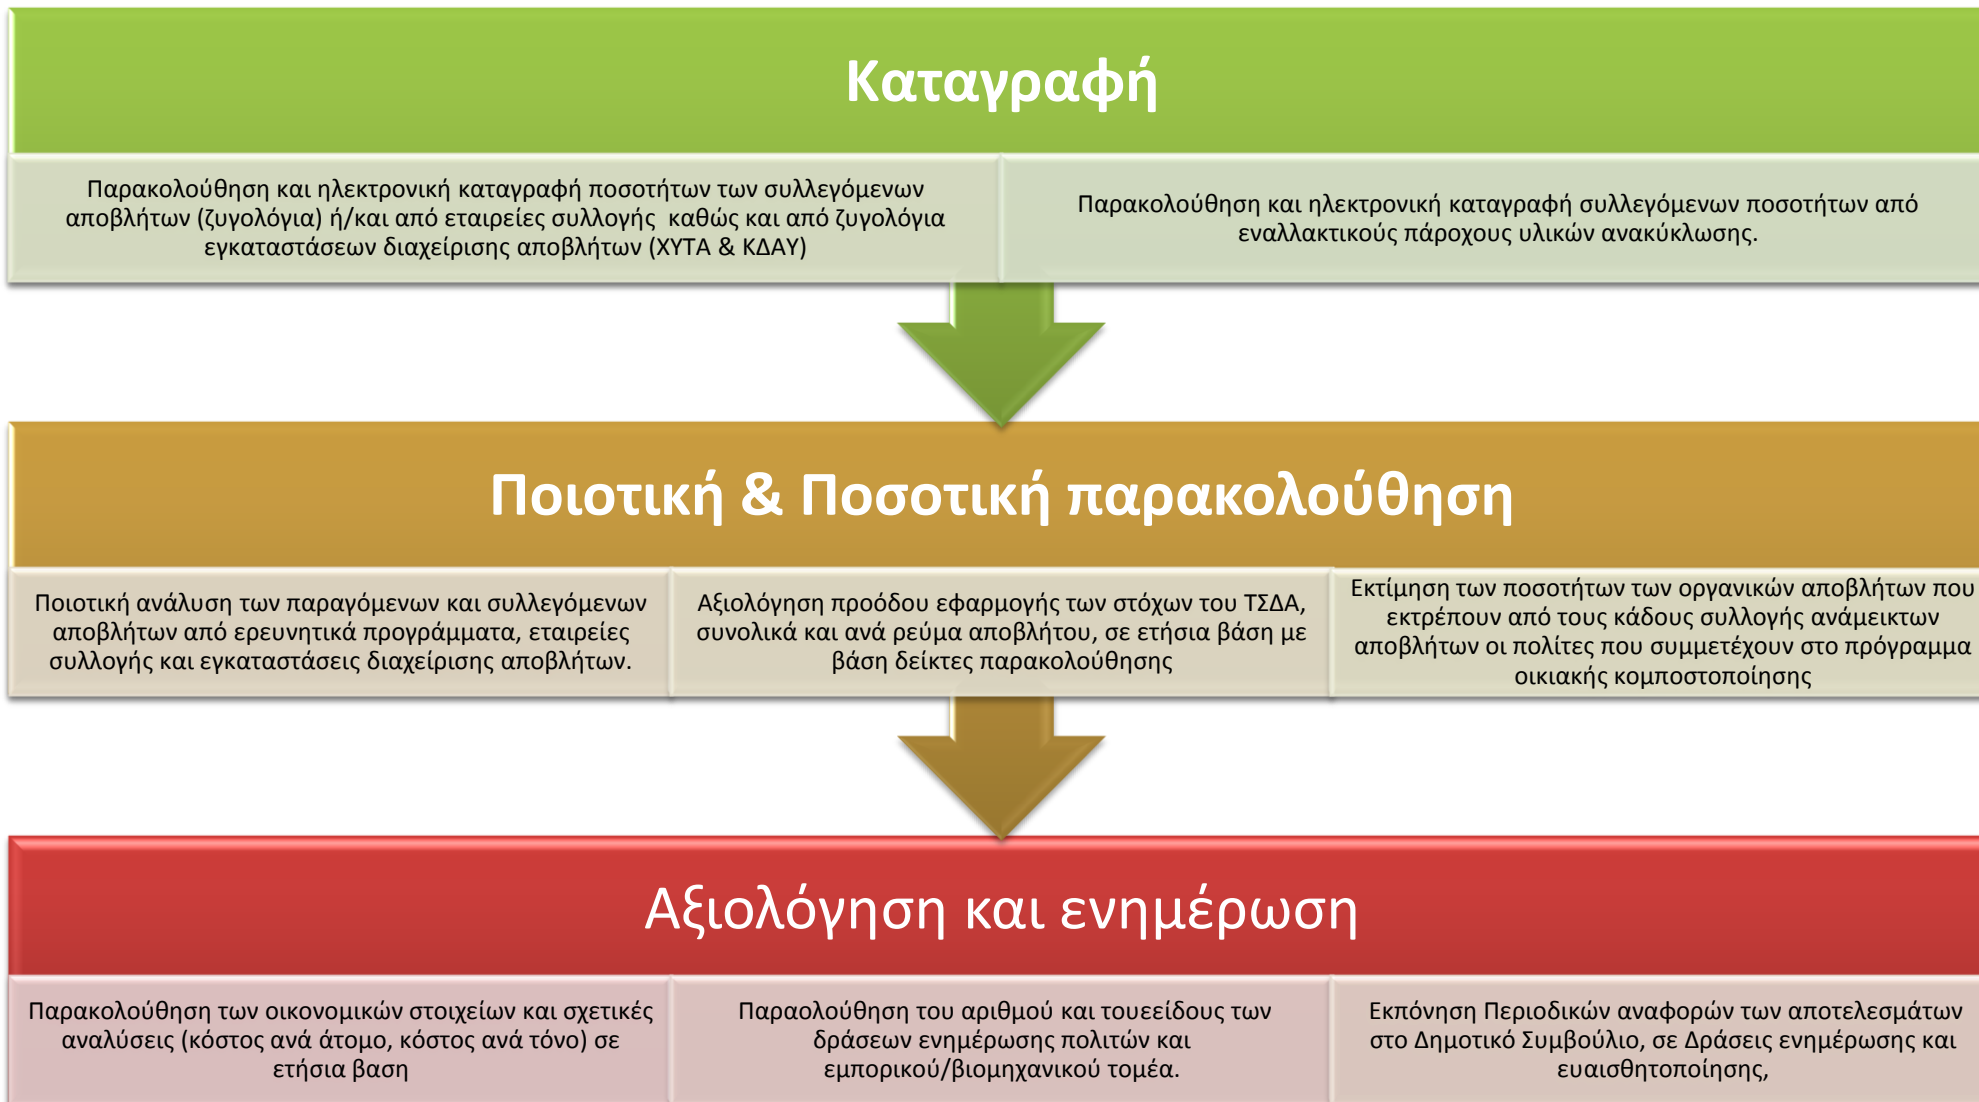 Καταγραφή
Παρακολούθηση και ηλεκτρονική καταγραφή ποσοτήτων των συλλεγόμενων
αποβλήτων (ζυγολόγια) ή/και από εταιρείες συλλογής καθώς και από ζυγολόγια
εγκαταστάσεων διαχείρισης αποβλήτων (ΧΥΤΑ & ΚΔΑΥ)
Παρακολούθηση και ηλεκτρονική καταγραφή συλλεγόμενων ποσοτήτων από
εναλλακτικούς πάροχους υλικών ανακύκλωσης.
Ποιοτική & Ποσοτική παρακολούθηση
Ποιοτική ανάλυση των παραγόμενων και συλλεγόμενων
αποβλήτων από ερευνητικά προγράμματα, εταιρείες
συλλογής και εγκαταστάσεις διαχείρισης αποβλήτων.
Αξιολόγηση προόδου εφαρμογής των στόχων του ΤΣΔΑ,
συνολικά και ανά ρεύμα αποβλήτου, σε ετήσια βάση με
βάση δείκτες παρακολούθησης
Εκτίμηση των ποσοτήτων των οργανικών αποβλήτων που
εκτρέπουν από τους κάδους συλλογής ανάμεικτων
αποβλήτων οι πολίτες που συμμετέχουν στο πρόγραμμα
οικιακής κομποστοποίησης
Αξιολόγηση και ενημέρωση
Παρακολούθηση των οικονομικών στοιχείων και σχετικές
αναλύσεις (κόστος ανά άτομο, κόστος ανά τόνο) σε
ετήσια βαση
Παραολούθηση του αριθμού και τουεείδους των
δράσεων ενημέρωσης πολιτών και
εμπορικού/βιομηχανικού τομέα.
Εκπόνηση Περιοδικών αναφορών των αποτελεσμάτων
στο Δημοτικό Συμβούλιο, σε Δράσεις ενημέρωσης και
ευαισθητοποίησης,